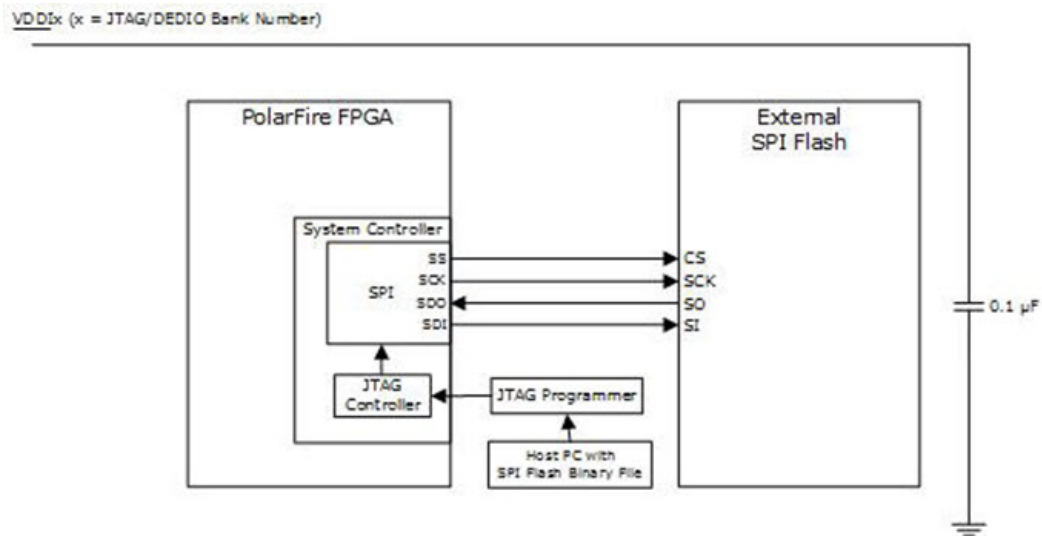 VDDIx (x = JTAG/DEDIO Bank Number)
PolarFire FPGA
External
SPI Flash
System Controller
SPI
SS
SCK
SDO
SDI
CS
SCK
SO
SI
0.1 µF
JTAG
Controller
JTAG Programmer
Host PC with
SPI Flash Binary File